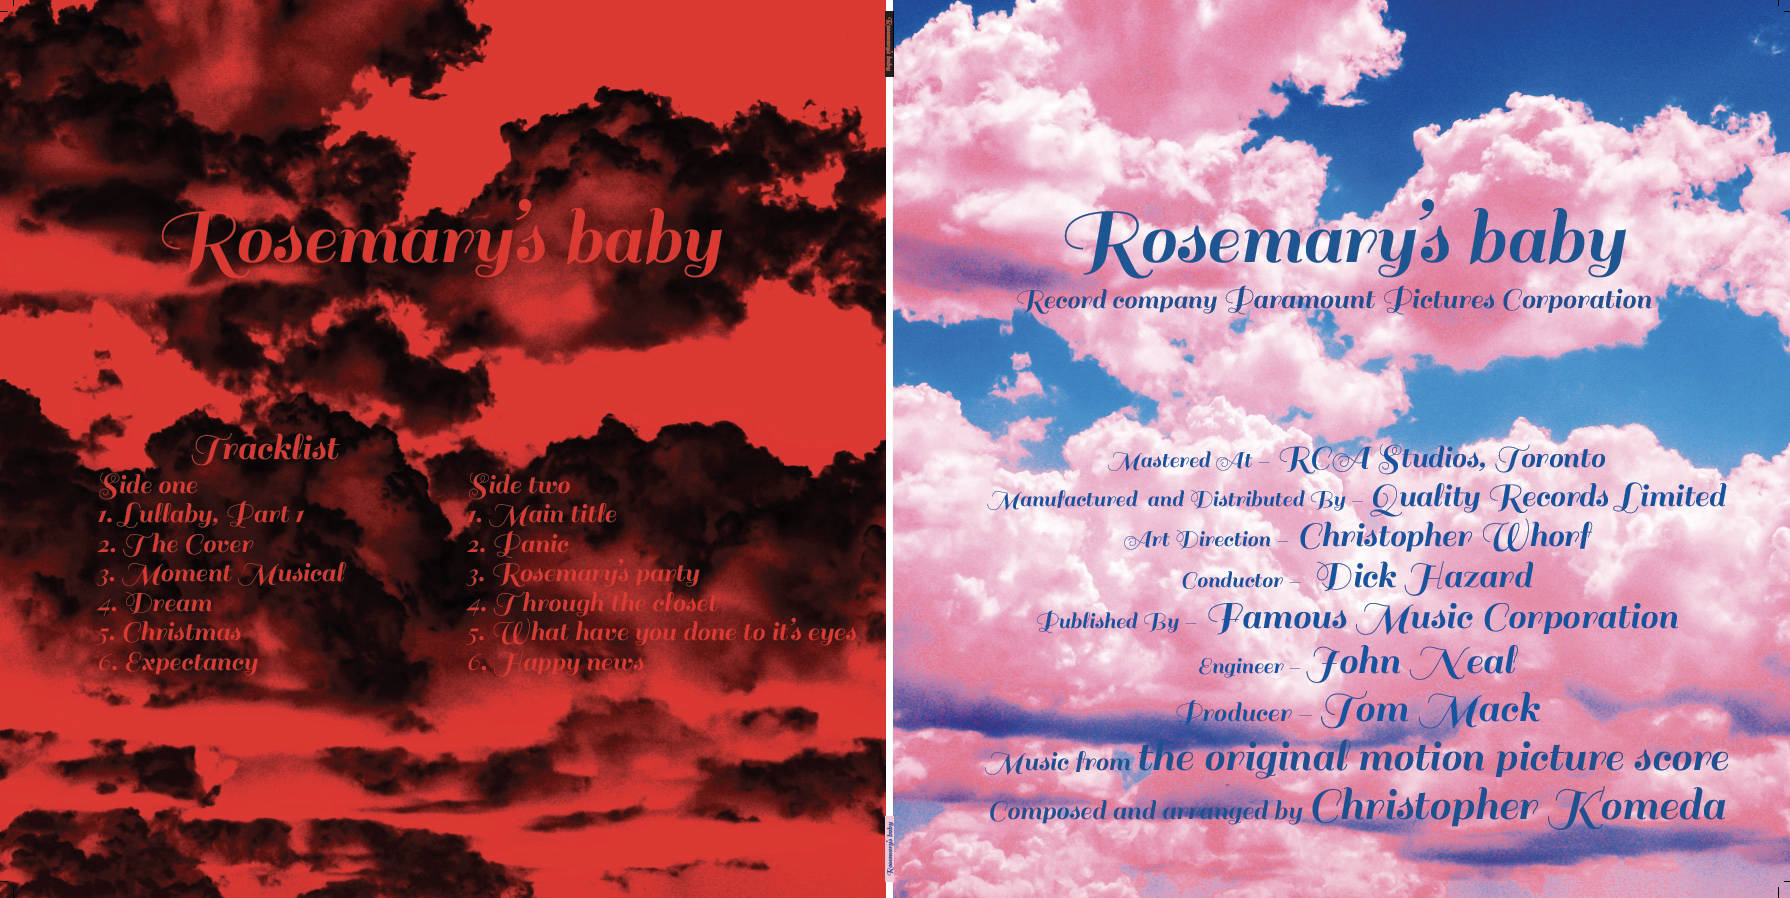 Rosemary's baby
Tracklist
Side one
1. Lullaby, Part 1
2. The Cover
3. Moment Musical
4. Dream
5. Christmas
6. Expectancy
Side two
1. Main title
2. Panic
3. Rosemary's party
4. Through the closet
5. What have you done to it's eyes
6. Happy news
Rosemary's baby
Rosemary's baby
Rosemary's baby
Record company Paramount Pictures Corporation
Mastered At – RCA Studios, Toronto
Manufactured and Distributed By – Quality Records Limited
Art Direction – Christopher Whorf
Conductor – Dick Hazard
Published By – Famous Music Corporation
Engineer – John Neal
Producer – Tom Mack
Music from the original motion picture score
Composed and arranged by Christopher Komeda